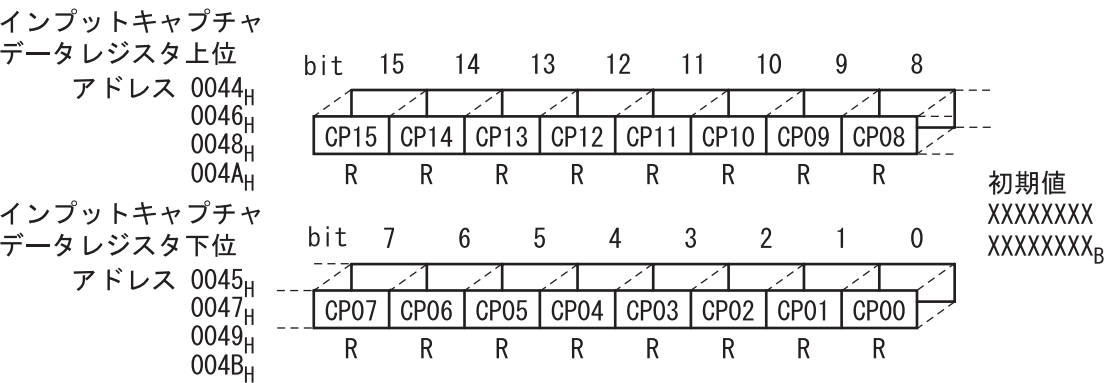 インプットキャプチャ
データレジスタ上位
bit 15 14 13 12 11 10 9 8
アドレス 0044H
0046H
CP15 CP14 CP13 CP12 CP11 CP10 CP09 CP08
0048H
004AH
R R R R R R R R
初期値
XXXXXXXX
XXXXXXXXB
インプットキャプチャ
データレジスタ下位
bit 7 6 5 4 3 2 1 0
アドレス 0045H
0047H
CP07 CP06 CP05 CP04 CP03 CP02 CP01 CP00
0049H
004BH
R R R R R R R R